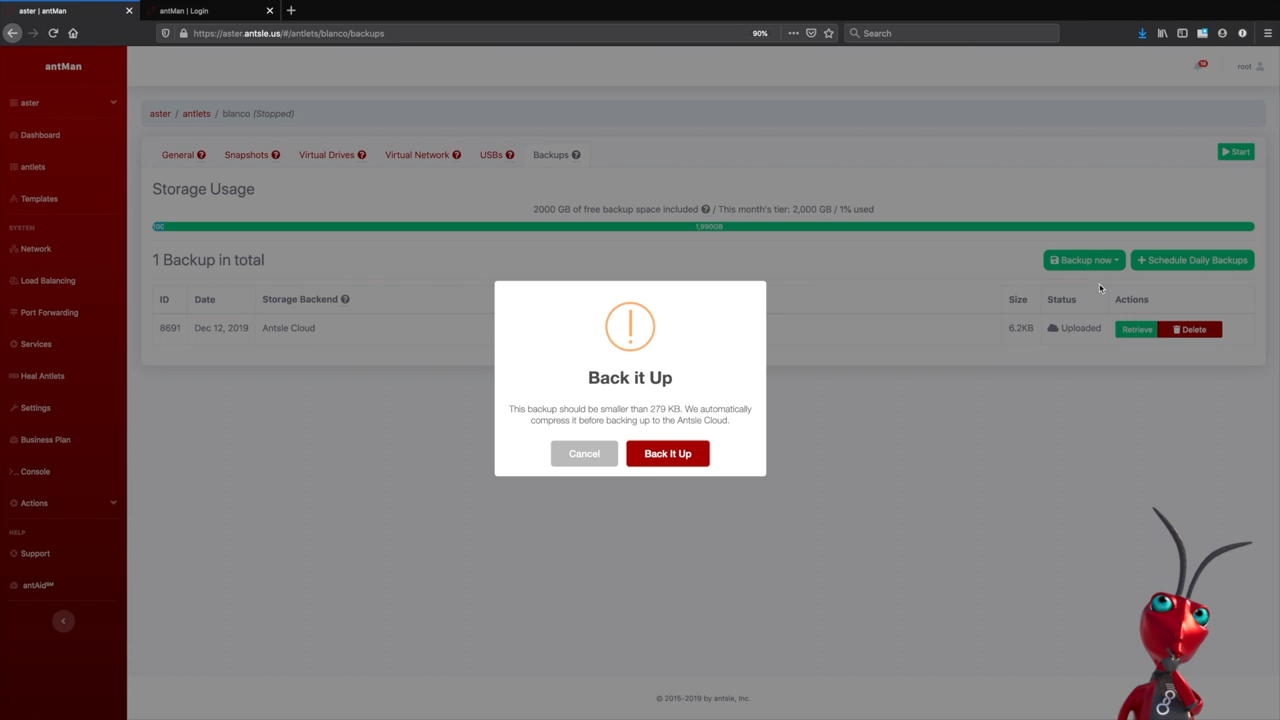 aster | antMan
antMan | Login
https://aster.antsle.us/#/antlets/blanco/backups
90%
Search
antMan
aster
Dashboard
antlets
Templates
SYSTEM
Network
Load Balancing
Port Forwarding
Services
Heal Antlets
Settings
Business Plan
Console
Actions
HELP
Support
antAid℠
10
root
aster / antlets / blanco (Stopped)
General Snapshots Virtual Drives Virtual Network USBs Backups
Start
Storage Usage
2000 GB of free backup space included / This month's tier: 2,000 GB / 1% used
1,990GB
1 Backup in total
Backup now
+ Schedule Daily Backups
ID Date Storage Backend Size Status Actions
8691 Dec 12, 2019 Antsle Cloud 6.2KB Uploaded Retrieve Delete
Back it Up
This backup should be smaller than 279 KB. We automatically
compress it before backing up to the Antsle Cloud.
Cancel Back It Up
© 2015-2019 by antsle, Inc.